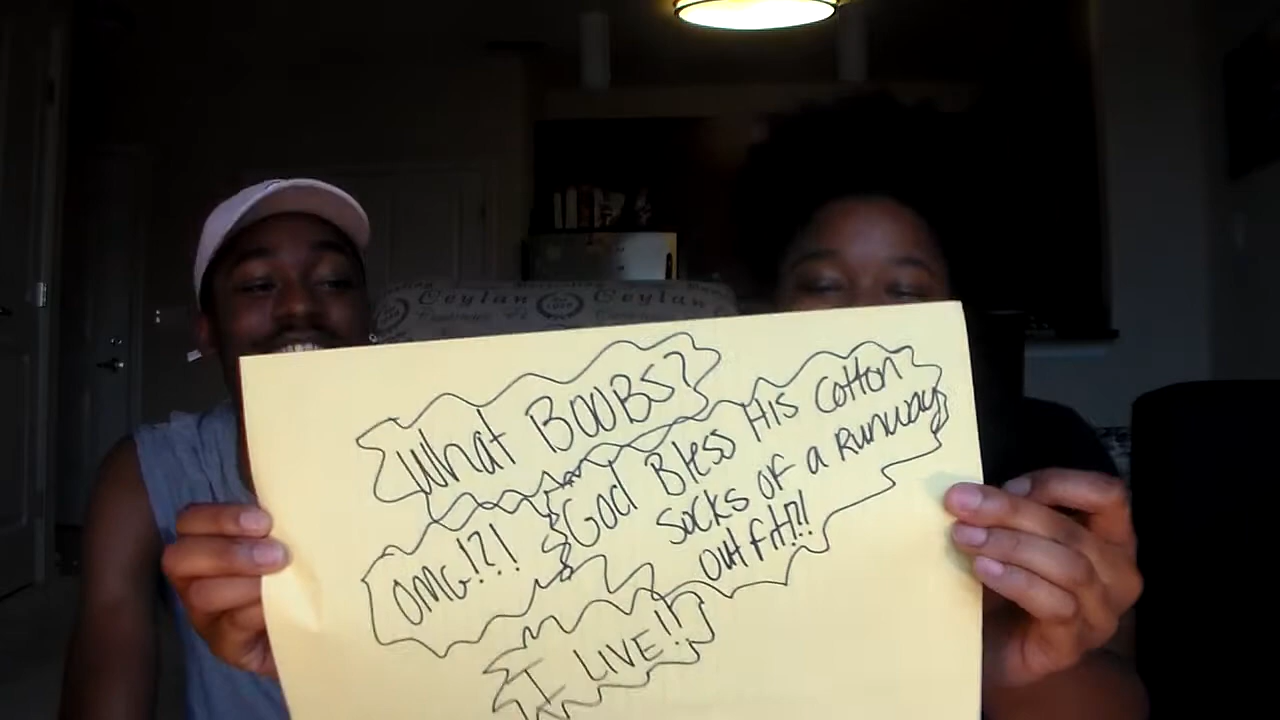 Ceylan Ceylan
What BOOBS?
OMG!?!
God Bless His Cotton
socks of a Runway
outfit!?!
I LIVE!!